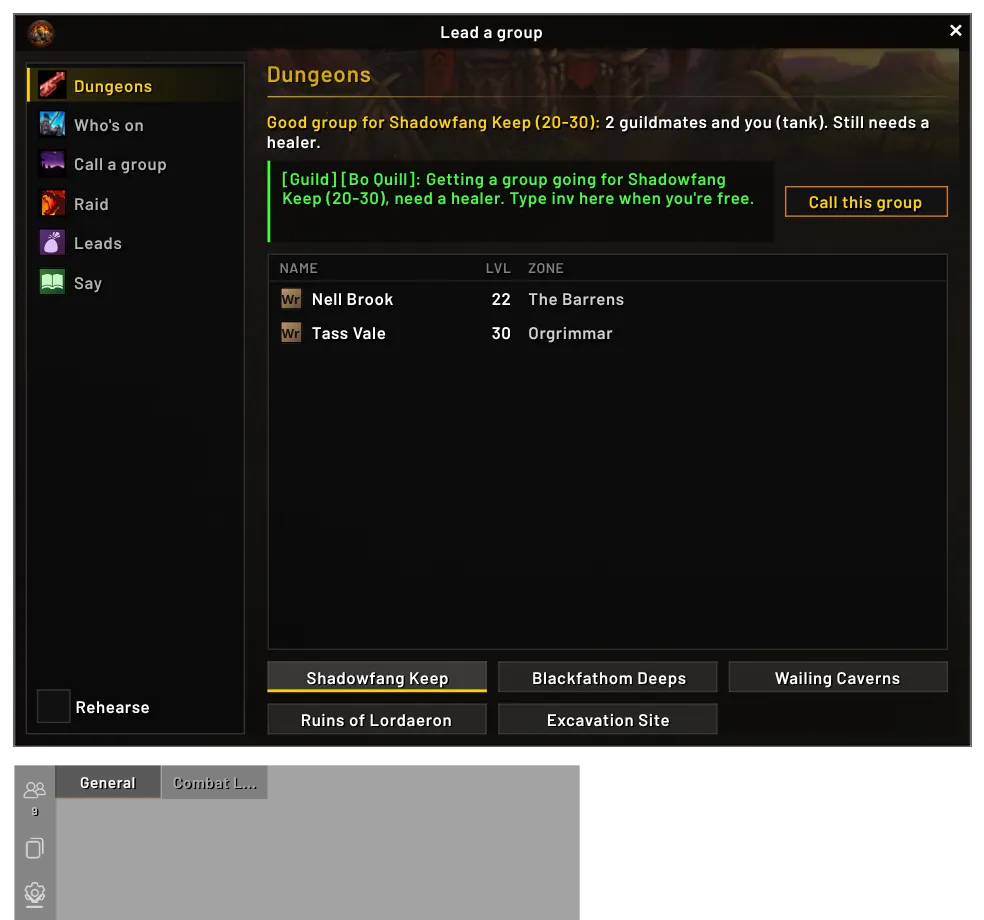 Lead a group
Dungeons
Who's on
Call a group
Raid
Leads
Say
Rehearse
Dungeons
Good group for Shadowfang Keep (20-30): 2 guildmates and you (tank). Still needs a
healer.
[Guild] [Bo Quill]: Getting a group going for Shadowfang
Keep (20-30), need a healer. Type inv here when you're free.
Call this group
NAME LVL ZONE
Wr Nell Brook 22 The Barrens
Wr Tass Vale 30 Orgrimmar
Shadowfang Keep Blackfathom Deeps Wailing Caverns
Ruins of Lordaeron Excavation Site
General Combat L...
9